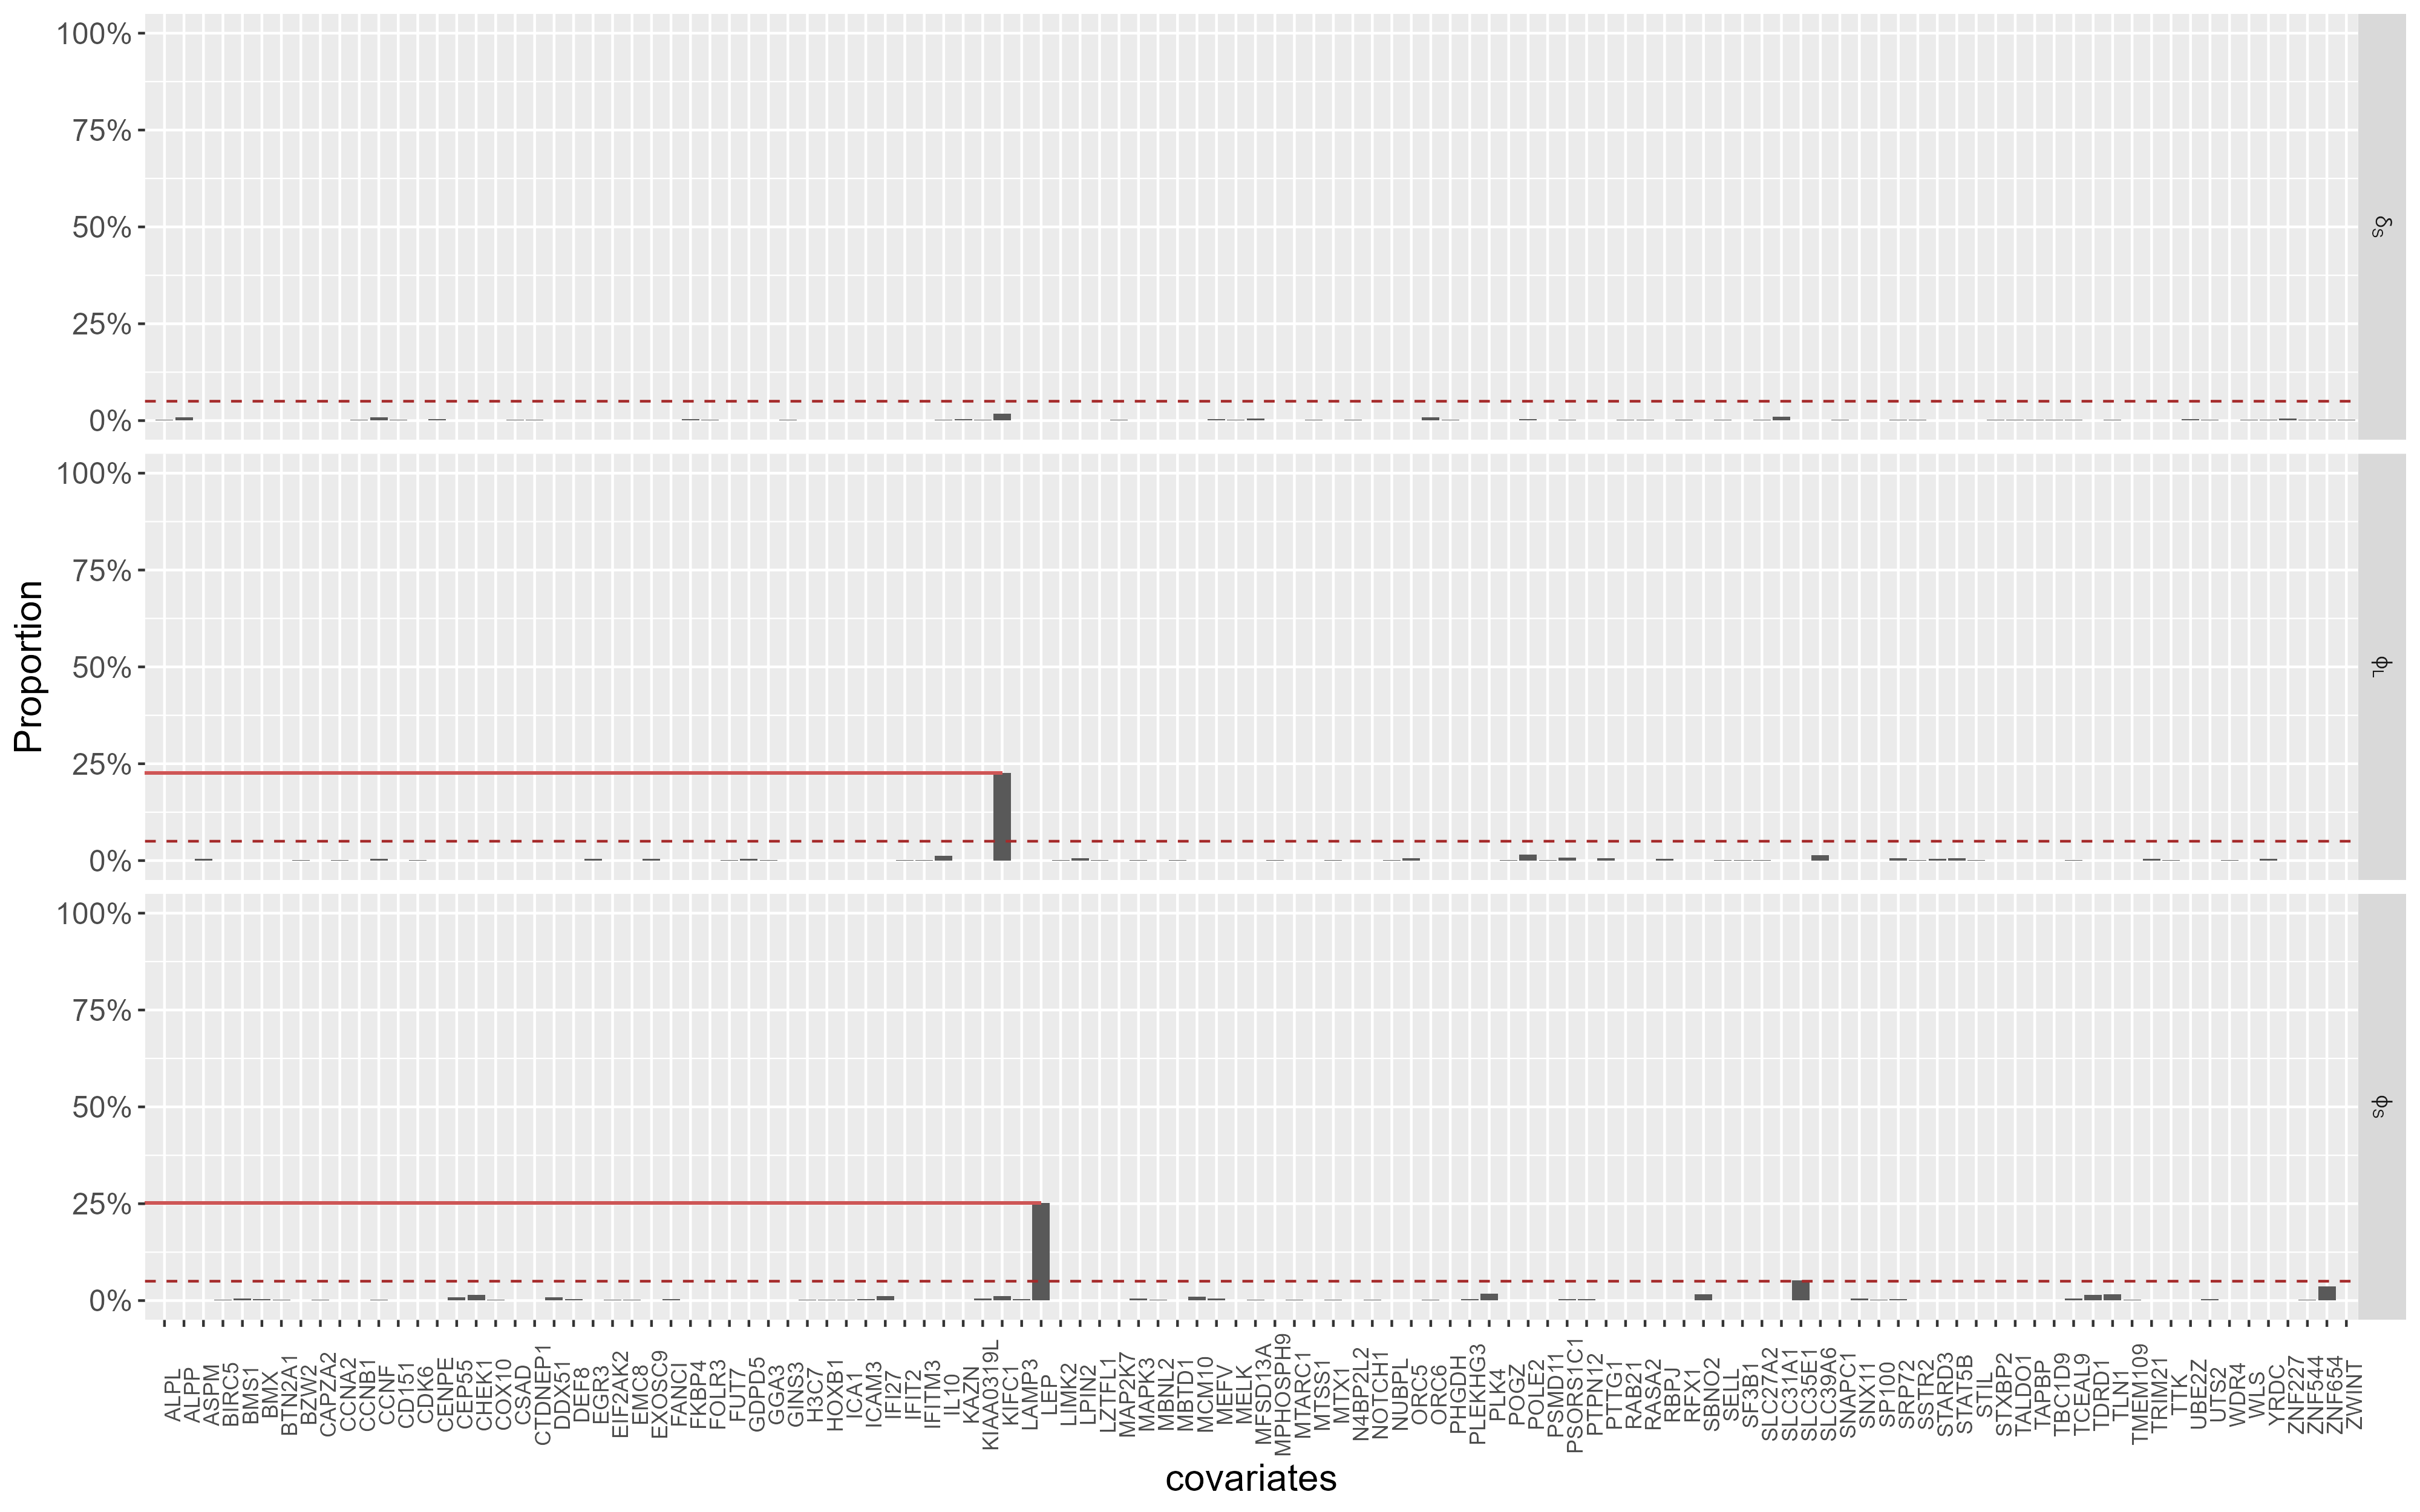 100%
75%
50%
25%
0%
δS
100%
75%
50%
25%
0%
ϕL
100%
75%
50%
25%
0%
ϕS
Proportion
ALPL
ALPP
ASPM
BIRC5
BMS1
BMX
BTN2A1
BZW2
CAPZA2
CCNA2
CCNB1
CCNF
CD151
CDK6
CENPE
CEP55
CHEK1
COX10
CSAD
CTDNEP1
DDX51
DEF8
EGR3
EIF2AK2
EMC8
EXOSC9
FANCI
FKBP4
FOLR3
FUT7
GDPD5
GGA3
GINS3
H3C7
HOXB1
ICA1
ICAM3
IFI27
IFIT2
IFITM3
IL10
KAZN
KIAA0319L
KIFC1
LAMP3
LEP
LIMK2
LPIN2
LZTFL1
MAP2K7
MAPK3
MBNL2
MBTD1
MCM10
MEFV
MELK
MFSD13A
MPHOSPH9
MTARC1
MTSS1
MTX1
N4BP2L2
NOTCH1
NUBPL
ORC5
ORC6
PHGDH
PLEKHG3
PLK4
POGZ
POLE2
PSMD11
PSORS1C1
PTPN12
PTTG1
RAB21
RASA2
RBPJ
RFX1
SBNO2
SELL
SF3B1
SLC27A2
SLC31A1
SLC35E1
SLC39A6
SNAPC1
SNX11
SP100
SRP72
SSTR2
STARD3
STAT5B
STIL
STXBP2
TALDO1
TAPBP
TBC1D9
TCEAL9
TDRD1
TLN1
TMEM109
TRIM21
TTK
UBE2Z
UTS2
WDR4
WLS
YRDC
ZNF227
ZNF544
ZNF654
ZWINT
covariates